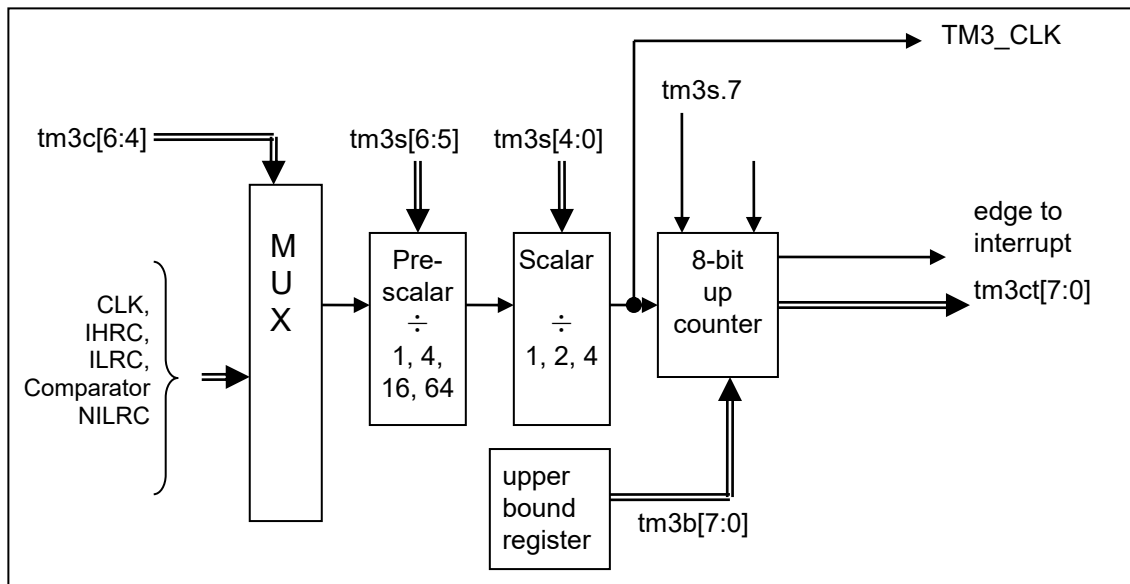 TM3_CLK
tm3s.7
tm3c[6:4]
tm3s[6:5]
tm3s[4:0]
M
U
X
Pre-
scalar
÷
1, 4,
16, 64
Scalar
÷
1, 2, 4
8-bit
up
counter
edge to
interrupt
tm3ct[7:0]
CLK,
IHRC,
ILRC,
Comparator
NILRC
upper
bound
register
tm3b[7:0]